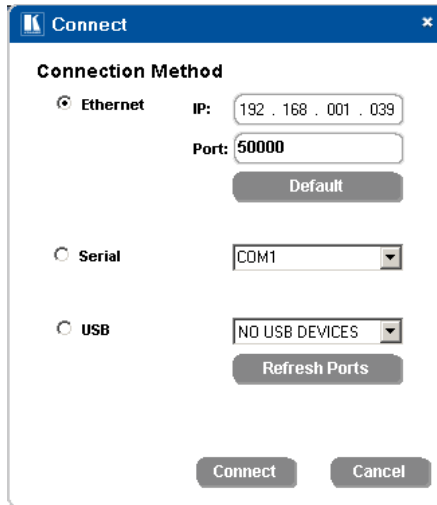 Connect
Connection Method
Ethernet IP: 192 . 168 . 001 . 039
Port: 50000
Default
Serial COM1
USB NO USB DEVICES
Refresh Ports
Connect Cancel